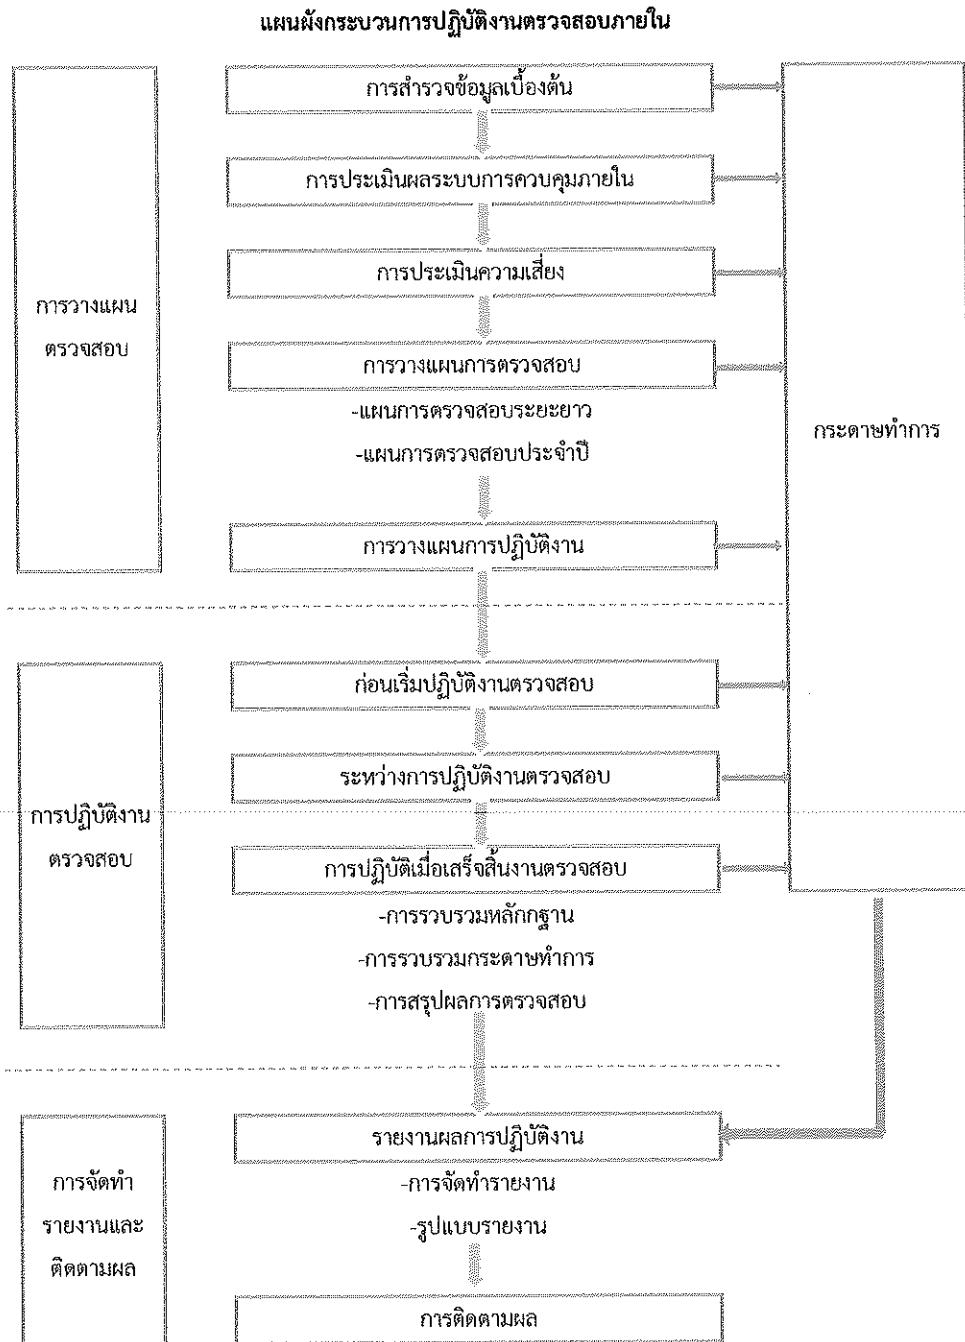 แผนผังกระบวนการปฏิบัติงานตรวจสอบภายใน
การสำรวจข้อมูลเบื้องต้น
การประเมินผลระบบการควบคุมภายใน
การประเมินความเสี่ยง
การวางแผน
ตรวจสอบ
การวางแผนการตรวจสอบ
-แผนการตรวจสอบระยะยาว
-แผนการตรวจสอบประจำปี
กระดาษทำการ
การวางแผนการปฏิบัติงาน
ก่อนเริ่มปฏิบัติงานตรวจสอบ
ระหว่างการปฏิบัติงานตรวจสอบ
การปฏิบัติงาน
ตรวจสอบ
การปฏิบัติเมื่อเสร็จสิ้นงานตรวจสอบ
-การรวบรวมหลักกฐาน
-การรวบรวมกระดาษทำการ
-การสรุปผลการตรวจสอบ
รายงานผลการปฏิบัติงาน
-การจัดทำรายงาน
-รูปแบบรายงาน
การจัดทำ
รายงานและ
ติดตามผล
การติดตามผล